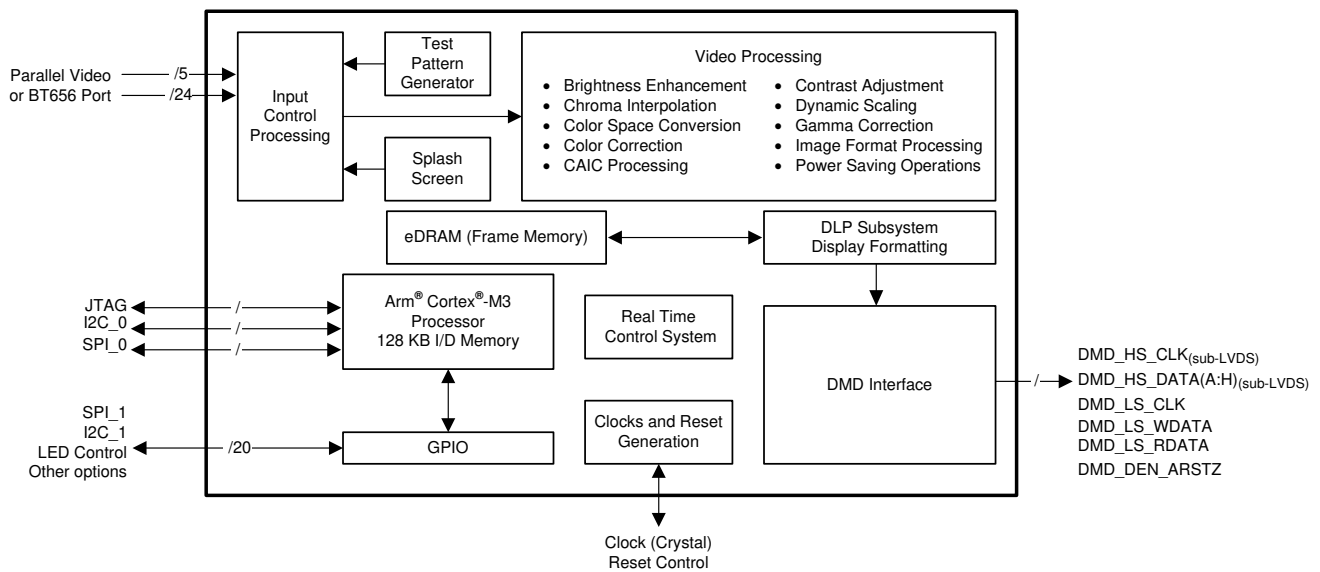 Parallel Video
or BT656 Port
/5
/24
Input
Control
Processing
Test
Pattern
Generator
Splash
Screen
Video Processing
• Brightness Enhancement
• Chroma Interpolation
• Color Space Conversion
• Color Correction
• CAIC Processing
• Contrast Adjustment
• Dynamic Scaling
• Gamma Correction
• Image Format Processing
• Power Saving Operations
eDRAM (Frame Memory)
DLP Subsystem
Display Formatting
JTAG
I2C_0
SPI_0
/
/
/
Arm® Cortex®-M3
Processor
128 KB I/D Memory
Real Time
Control System
DMD Interface
/
DMD_HS_CLK(sub-LVDS)
DMD_HS_DATA(A:H)(sub-LVDS)
DMD_LS_CLK
DMD_LS_WDATA
DMD_LS_RDATA
DMD_DEN_ARSTZ
SPI_1
I2C_1
LED Control
Other options
/20
GPIO
Clocks and Reset
Generation
Clock (Crystal)
Reset Control